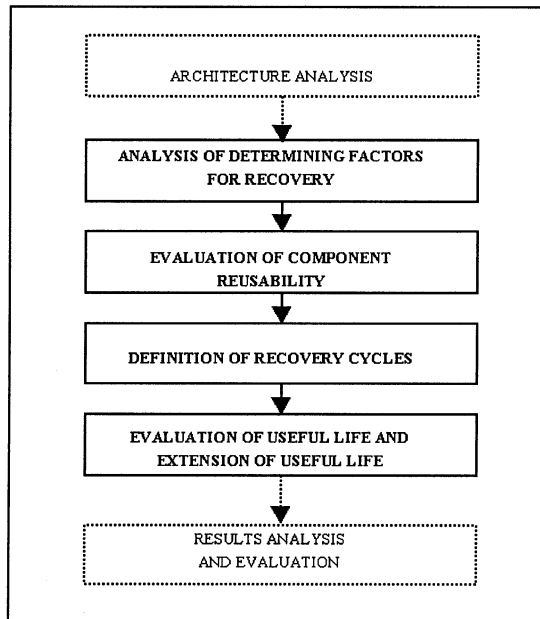 ARCHITECTURE ANALYSIS
ANALYSIS OF DETERMINING FACTORS
FOR RECOVERY
EVALUATION OF COMPONENT
REUSABILITY
DEFINITION OF RECOVERY CYCLES
EVALUATION OF USEFUL LIFE AND
EXTENSION OF USEFUL LIFE
RESULTS ANALYSIS
AND EVALUATION